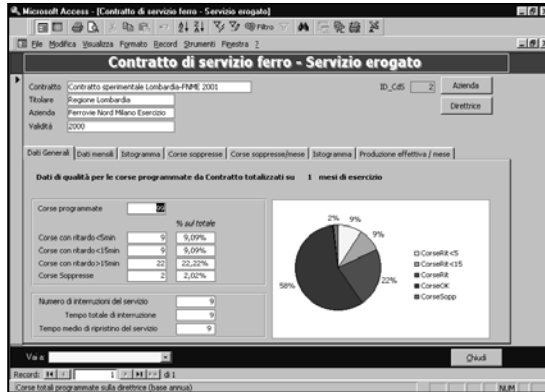 Microsoft Access - [Contratto di servizio ferro - Servizio erogato]
Filtro
File Modifica Visualizza Formato Record Strumenti Finestra ?
Contratto di servizio ferro - Servizio erogato
Contratto Contratto sperimentale Lombardia-FNME 2001 ID_CdS 2 Azienda
Titolare Regione Lombardia
Direttrice
Azienda Ferrovie Nord Milano Esercizio
Validità 2000
Dati Generali Dati mensili Istogramma Corse soppresse Corse soppresse/mese Istogramma Produzione effettiva / mese
Dati di qualità per le corse programmate da Contratto totalizzati su 1 mesi di esercizio
Corse programmate 99
% sul totale
Corse con ritardo<5min 9 9,09%
Corse con ritardo<15min 9 9,09%
Corse con ritardo>15min 22 22,22%
Corse Soppresse 2 2,02%
Numero di interruzioni del servizio 9
Tempo totale di interruzione 9
Tempo medio di ripristino del servizio 9
2% 9%
9%
22%
58%
CorseRit<5
CorseRit<15
CorseRit
CorseOK
CorseSopp
Vai a:
Chiudi
Record: 1 di 1
Corse totali programmate sulla direttrice (base annua) NUM